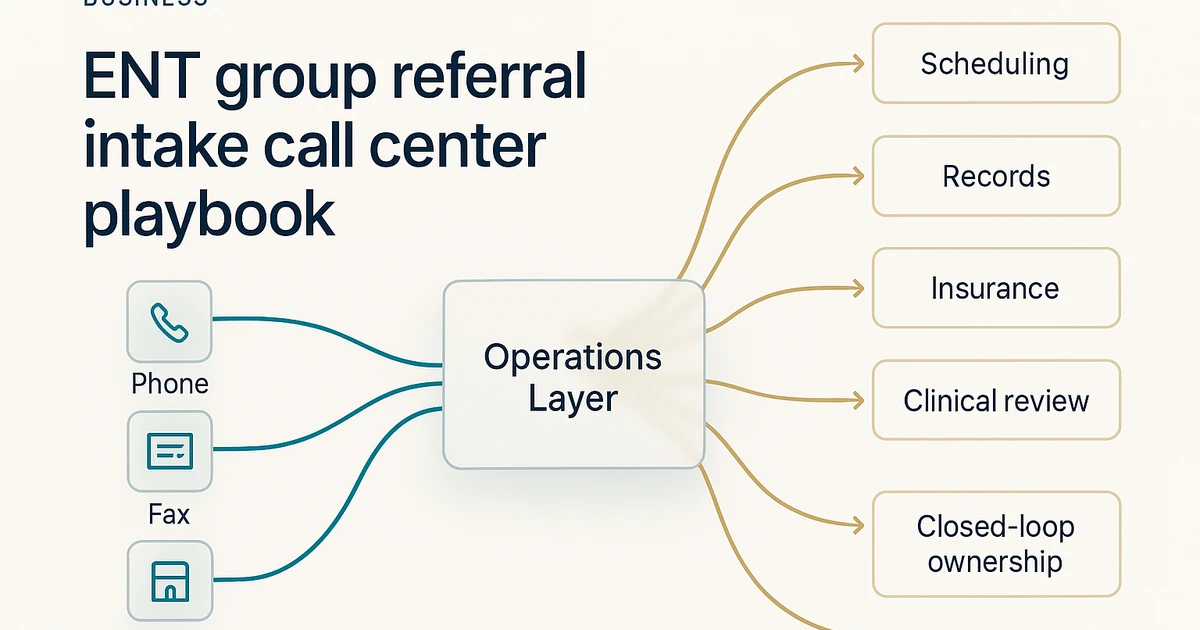 BUSINESS
ENT group referral
intake call center
playbook
Phone
Fax
Operations
Layer
Scheduling
Records
Insurance
Clinical review
Closed-loop
ownership